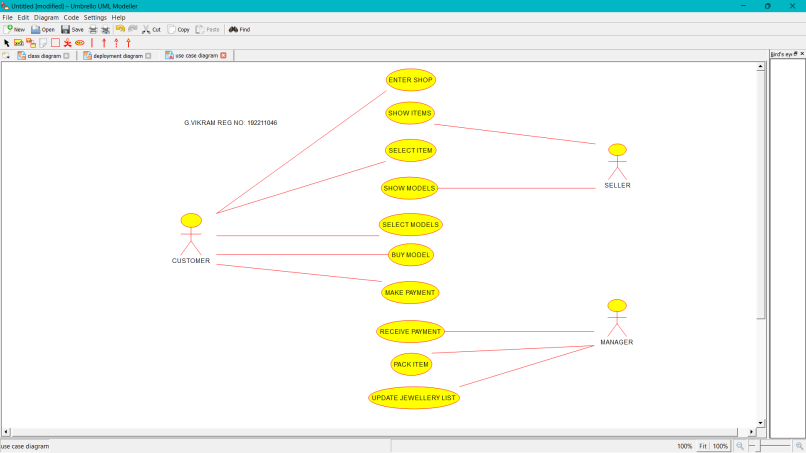 Untitled [modified] – Umbrello UML Modeller
File Edit Diagram Code Settings Help
New Open Save Cut Copy Paste Find
class diagram deployment diagram use case diagram
Bird's ey
ENTER SHOP
SHOW ITEMS
G.VIKRAM REG.NO: 192211046
SELECT ITEM
SELLER
SHOW MODELS
SELECT MODELS
BUY MODEL
CUSTOMER
MAKE PAYMENT
RECEIVE PAYMENT
MANAGER
PACK ITEM
UPDATE JEWELLERY LIST
use case diagram
100% Fit 100%